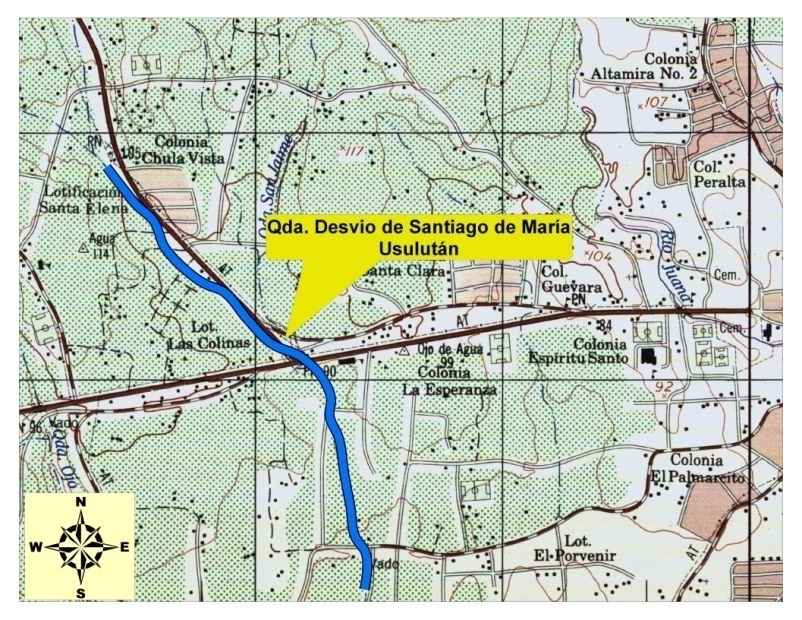 Colonia
Altamira No. 2
107
PN
105
Colonia
Chula Vista
117
Col.
Peralta
Lotificación
Santa Elena
Qda. San Jaime
Qda. Desvio de Santiago de María
Usulután
Agua
114
AT
Santa Clara
104
Río Juana
Cem.
Col.
Guevara
PN
84
AT
Cem.
Lot.
Las Colinas
Ojo de Agua
99
Colonia
Espíritu Santo
90
Colonia
La Esperanza
92
96
Vado
Qda. Ojo
AT
Colonia
El Palmarcito
N
W
E
S
Lot.
El Porvenir
AT
Vado